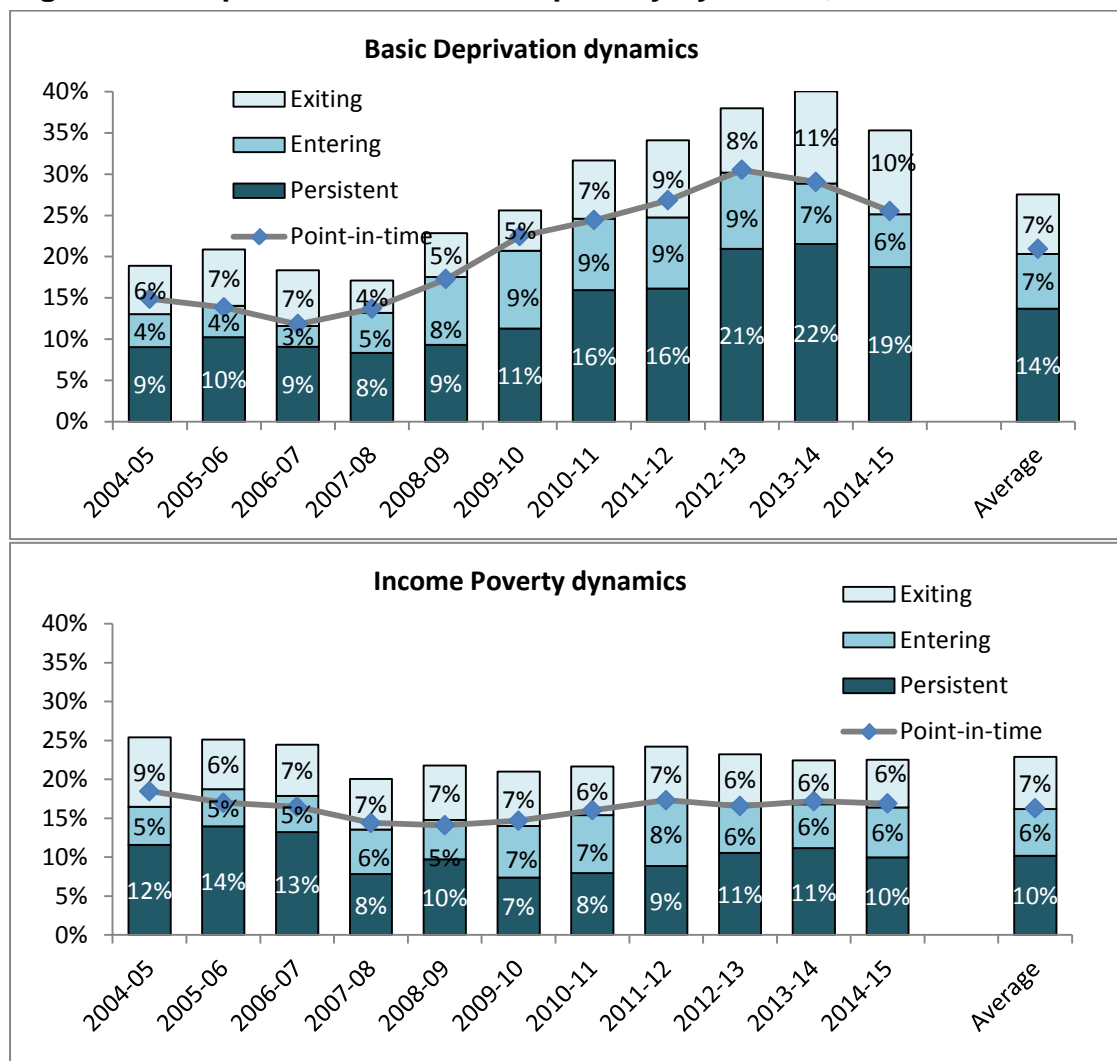 Basic Deprivation dynamics
40%
35%
30%
25%
20%
15%
10%
5%
0%
Exiting
Entering
Persistent
Point-in-time
6% 7% 7% 4% 5% 5% 7% 9% 8% 11% 10% 7%
4% 4% 3% 5% 8% 9% 9% 9% 9% 7% 6% 7%
9% 10% 9% 8% 9% 11% 16% 16% 21% 22% 19% 14%
2004-05 2005-06 2006-07 2007-08 2008-09 2009-10 2010-11 2011-12 2012-13 2013-14 2014-15 Average
Income Poverty dynamics
40%
35%
30%
25%
20%
15%
10%
5%
0%
Exiting
Entering
Persistent
Point-in-time
9% 6% 7% 7% 7% 7% 6% 7% 6% 6% 6% 7%
5% 5% 5% 6% 5% 7% 7% 8% 6% 6% 6% 6%
12% 14% 13% 8% 10% 7% 8% 9% 11% 11% 10% 10%
2004-05 2005-06 2006-07 2007-08 2008-09 2009-10 2010-11 2011-12 2012-13 2013-14 2014-15 Average